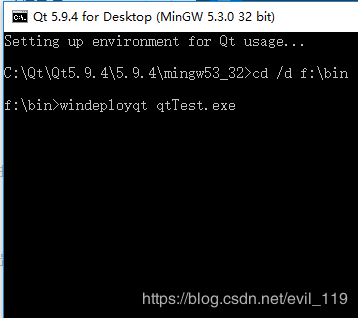 Qt 5.9.4 for Desktop (MinGW 5.3.0 32 bit)
Setting up environment for Qt usage...
C:\Qt\Qt5.9.4\5.9.4\mingw53_32>cd /d f:\bin
f:\bin>windeployqt qtTest.exe
https://blog.csdn.net/evil_119